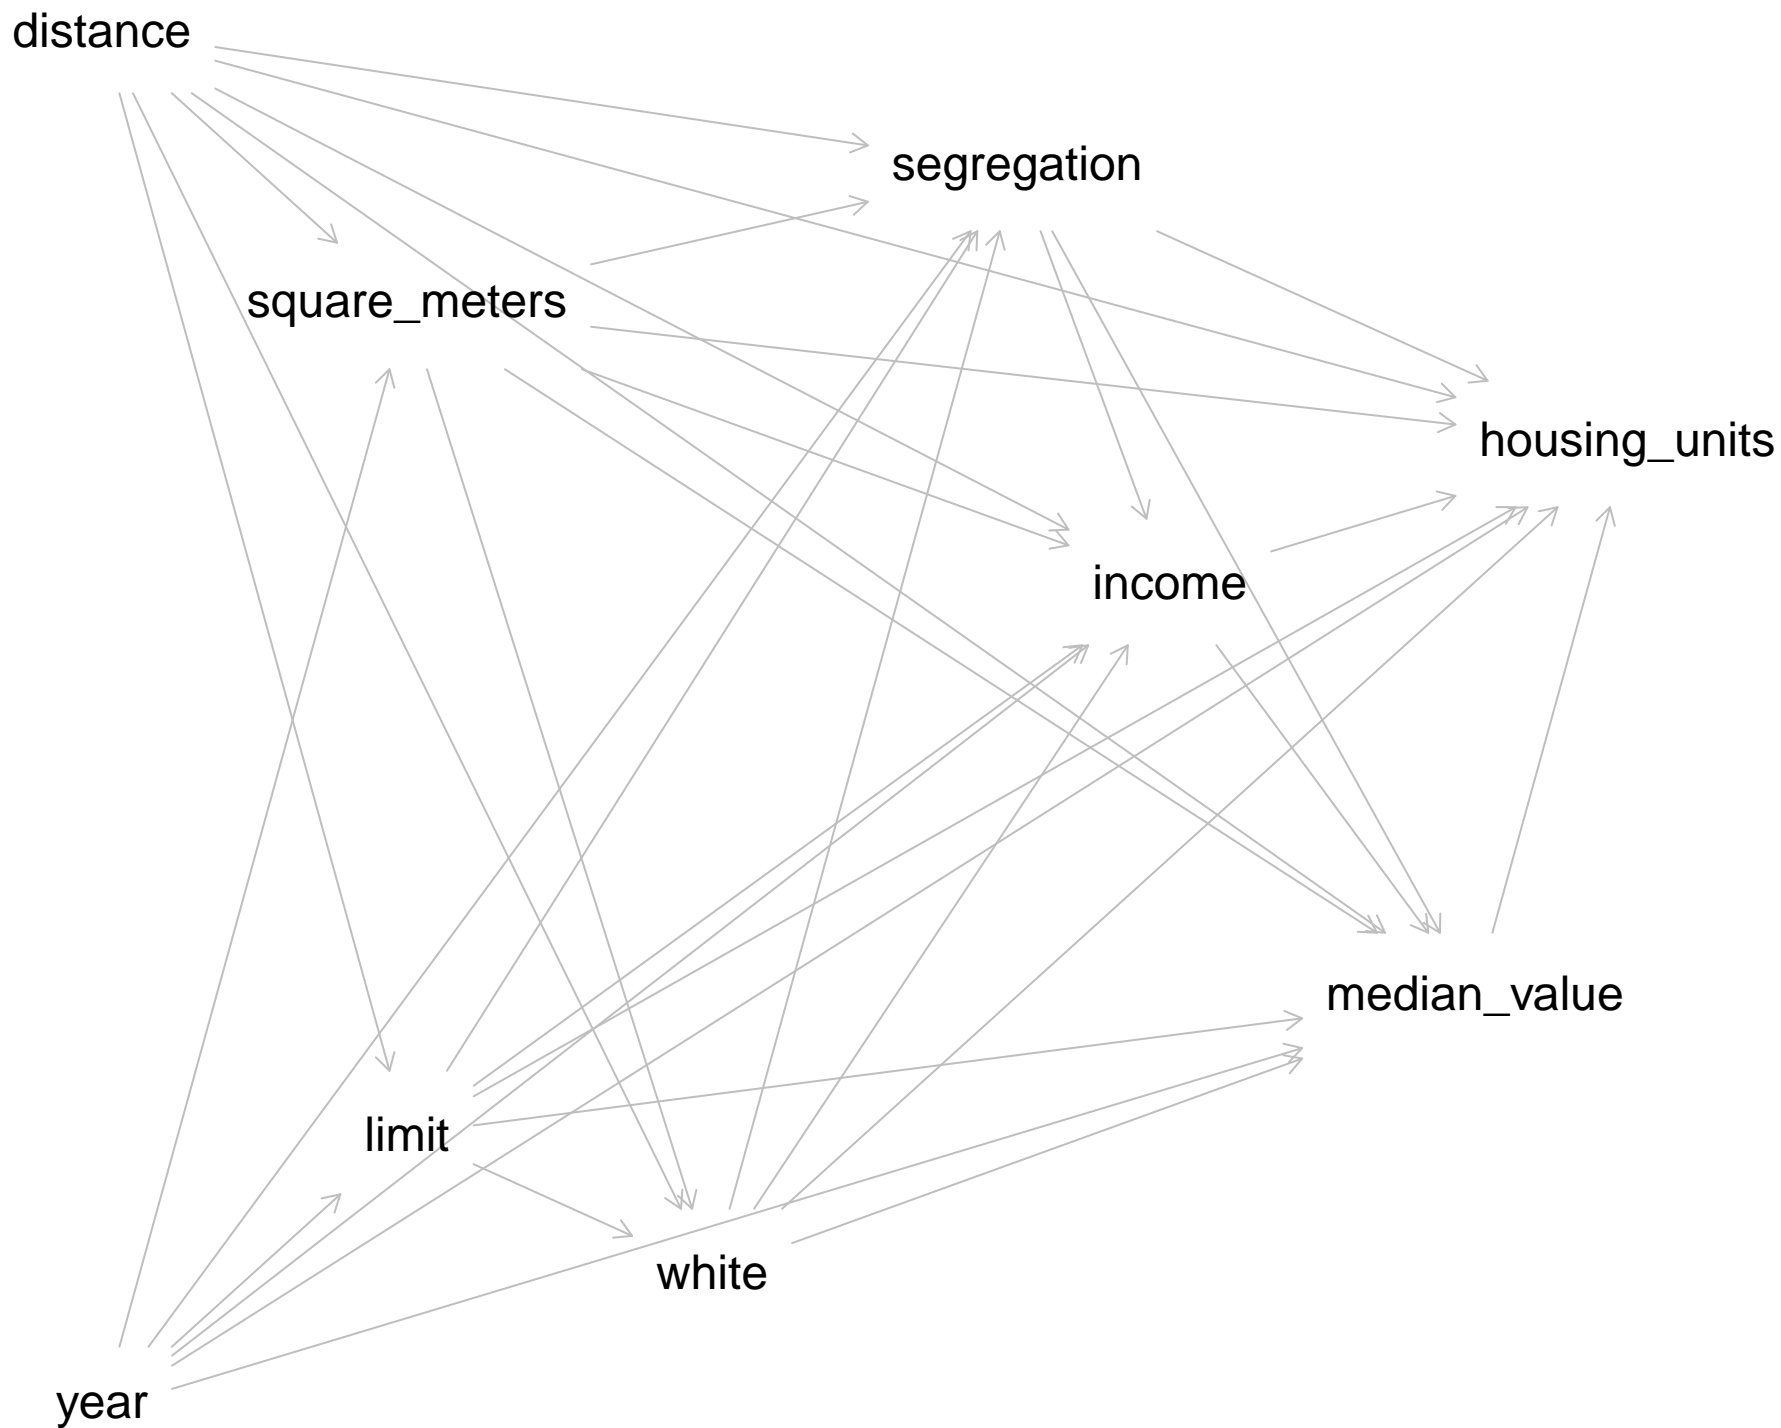 distance
segregation
square_meters
housing_units
income
median_value
limit
white
year